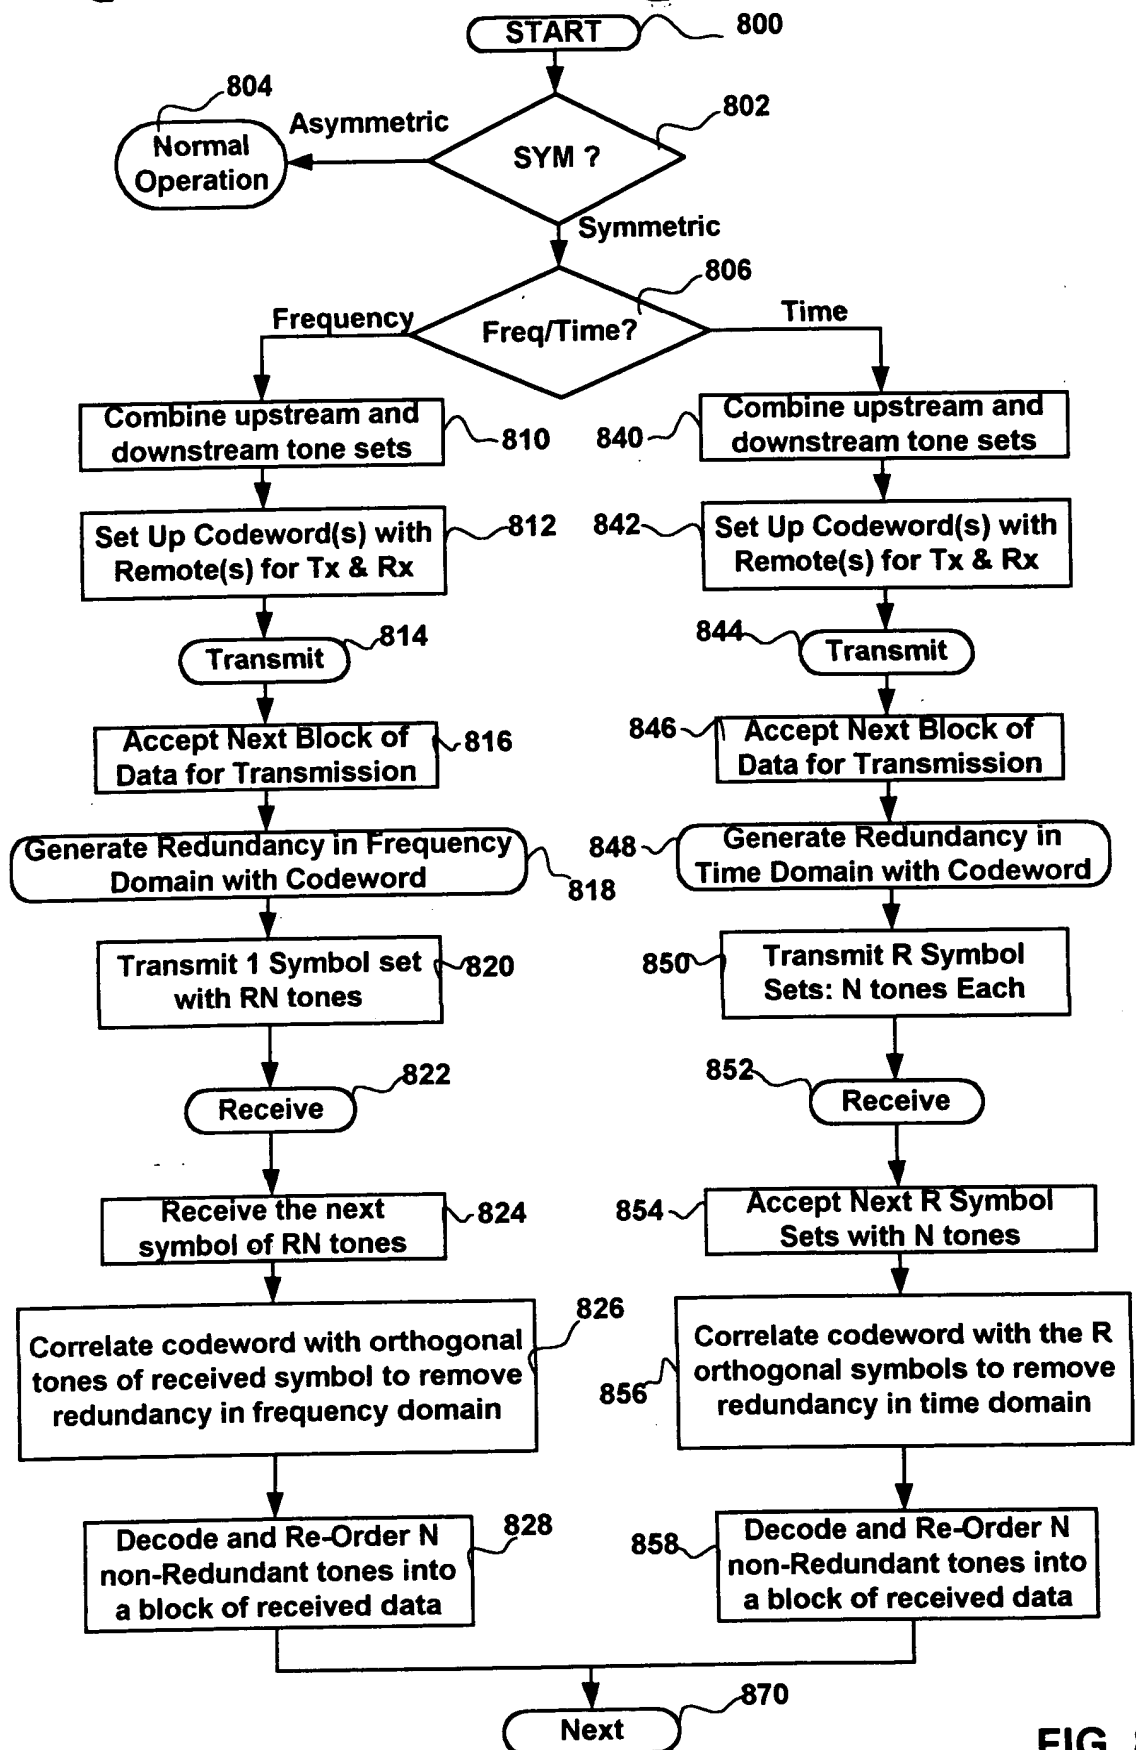 START
800
802
804
Normal
Operation
Asymmetric
SYM ?
Symmetric
806
Frequency
Freq/Time?
Time
Combine upstream and
downstream tone sets
810
840
Combine upstream and
downstream tone sets
Set Up Codeword(s) with
Remote(s) for Tx & Rx
812
842
Set Up Codeword(s) with
Remote(s) for Tx & Rx
Transmit
814
844
Transmit
Accept Next Block of
Data for Transmission
816
846
Accept Next Block of
Data for Transmission
Generate Redundancy in Frequency
Domain with Codeword
818
848
Generate Redundancy in
Time Domain with Codeword
Transmit 1 Symbol set
with RN tones
820
850
Transmit R Symbol
Sets: N tones Each
Receive
822
852
Receive
Receive the next
symbol of RN tones
824
854
Accept Next R Symbol
Sets with N tones
Correlate codeword with orthogonal
tones of received symbol to remove
redundancy in frequency domain
826
856
Correlate codeword with the R
orthogonal symbols to remove
redundancy in time domain
Decode and Re-Order N
non-Redundant tones into
a block of received data
828
858
Decode and Re-Order N
non-Redundant tones into
a block of received data
870
Next
FIG.